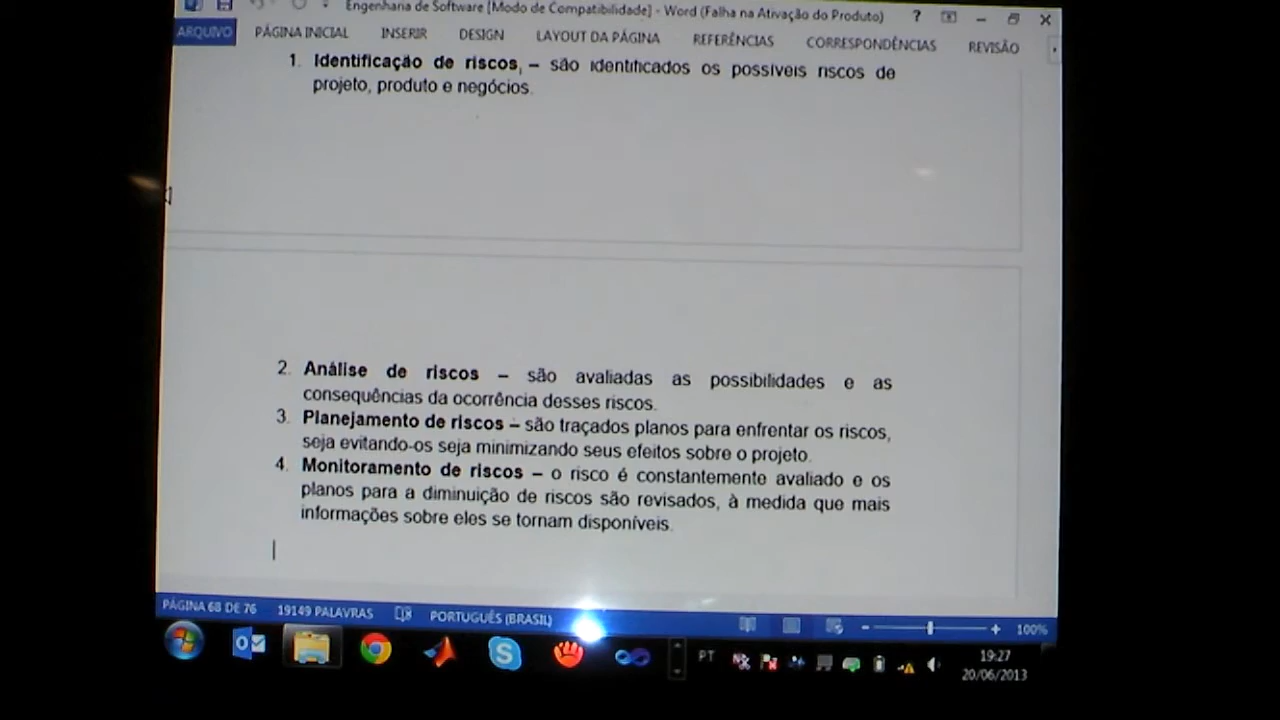 Engenharia de Software [Modo de Compatibilidade] - Word (Falha na Ativação do Produto)
ARQUIVO PÁGINA INICIAL INSERIR DESIGN LAYOUT DA PÁGINA REFERÊNCIAS CORRESPONDÊNCIAS REVISÃO
1. Identificação de riscos, – são identificados os possíveis riscos de
projeto, produto e negócios.
2. Análise de riscos – são avaliadas as possibilidades e as
consequências da ocorrência desses riscos.
3. Planejamento de riscos – são traçados planos para enfrentar os riscos,
seja evitando-os seja minimizando seus efeitos sobre o projeto.
4. Monitoramento de riscos – o risco é constantemente avaliado e os
planos para a diminuição de riscos são revisados, à medida que mais
informações sobre eles se tornam disponíveis.
PÁGINA 68 DE 76 19149 PALAVRAS PORTUGUÊS (BRASIL) 100%
PT 19:27
20/06/2013